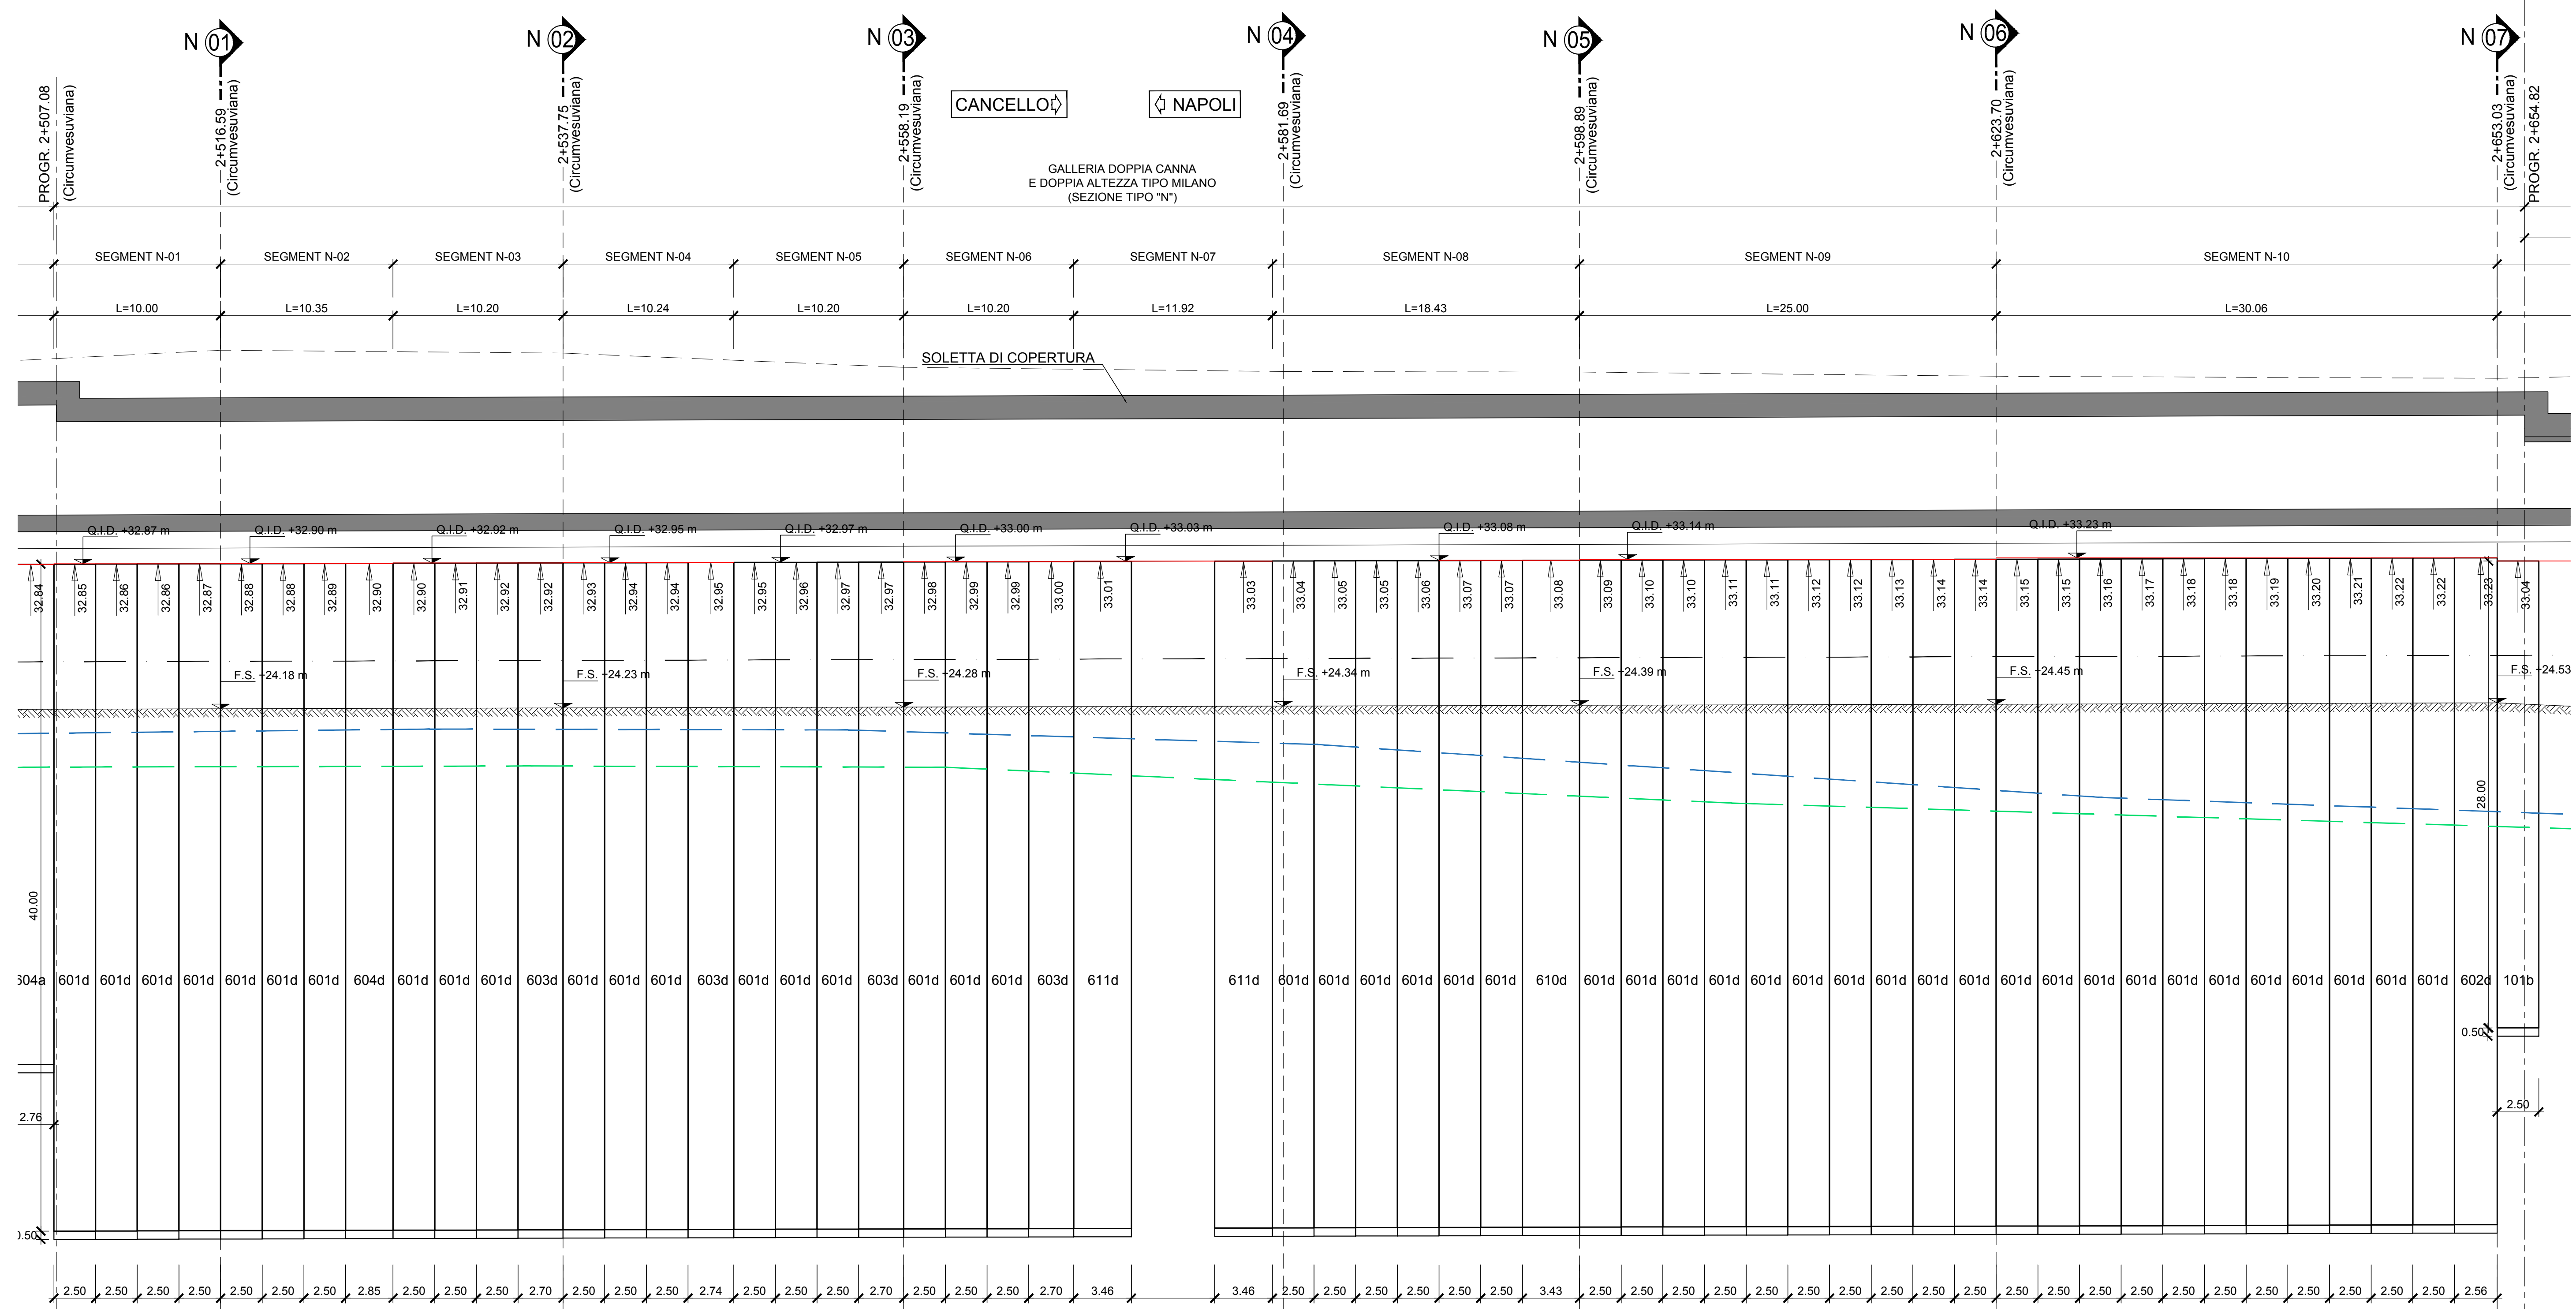 N 01
N 02
N 03
N 04
N 05
N 06
N 07
PROGR. 2+507.08
(Circumvesuviana)
2+516.59
(Circumvesuviana)
2+537.75
(Circumvesuviana)
2+558.19
(Circumvesuviana)
2+581.69
(Circumvesuviana)
2+598.89
(Circumvesuviana)
2+623.70
(Circumvesuviana)
2+653.03
(Circumvesuviana)
PROGR. 2+654.82
CANCELLO
NAPOLI
GALLERIA DOPPIA CANNA
E DOPPIA ALTEZZA TIPO MILANO
(SEZIONE TIPO "N")
SEGMENT N-01 SEGMENT N-02 SEGMENT N-03 SEGMENT N-04 SEGMENT N-05 SEGMENT N-06 SEGMENT N-07 SEGMENT N-08 SEGMENT N-09 SEGMENT N-10
L=10.00 L=10.35 L=10.20 L=10.24 L=10.20 L=10.20 L=11.92 L=18.43 L=25.00 L=30.06
SOLETTA DI COPERTURA
Q.I.D. +32.87 m Q.I.D. +32.90 m Q.I.D. +32.92 m Q.I.D. +32.95 m Q.I.D. +32.97 m Q.I.D. +33.00 m Q.I.D. +33.03 m Q.I.D. +33.08 m Q.I.D. +33.14 m Q.I.D. +33.23 m
32.84 32.85 32.86 32.86 32.87 32.88 32.88 32.89 32.90 32.90 32.91 32.92 32.92 32.93 32.94 32.94 32.95 32.95 32.96 32.97 32.97 32.98 32.99 32.99 33.00 33.01 33.03 33.04 33.05 33.05 33.06 33.07 33.07 33.08 33.09 33.10 33.10 33.11 33.11 33.12 33.12 33.13 33.14 33.14 33.15 33.15 33.16 33.17 33.18 33.18 33.19 33.20 33.21 33.22 33.22 33.23 33.04
F.S. +24.18 m F.S. +24.23 m F.S. +24.28 m F.S. +24.34 m F.S. +24.39 m F.S. +24.45 m F.S. +24.53
28.00
40.00
604a 601d 601d 601d 601d 601d 601d 601d 604d 601d 601d 601d 603d 601d 601d 601d 603d 601d 601d 601d 603d 601d 601d 601d 603d 611d 611d 601d 601d 601d 601d 601d 601d 610d 601d 601d 601d 601d 601d 601d 601d 601d 601d 601d 601d 601d 601d 601d 601d 601d 601d 601d 601d 601d 601d 602d 101b
0.50
2.76
2.50
0.50
2.50 2.50 2.50 2.50 2.50 2.50 2.50 2.85 2.50 2.50 2.50 2.70 2.50 2.50 2.50 2.74 2.50 2.50 2.50 2.70 2.50 2.50 2.50 2.70 3.46 3.46 2.50 2.50 2.50 2.50 2.50 2.50 3.43 2.50 2.50 2.50 2.50 2.50 2.50 2.50 2.50 2.50 2.50 2.50 2.50 2.50 2.50 2.50 2.50 2.50 2.50 2.50 2.50 2.50 2.56